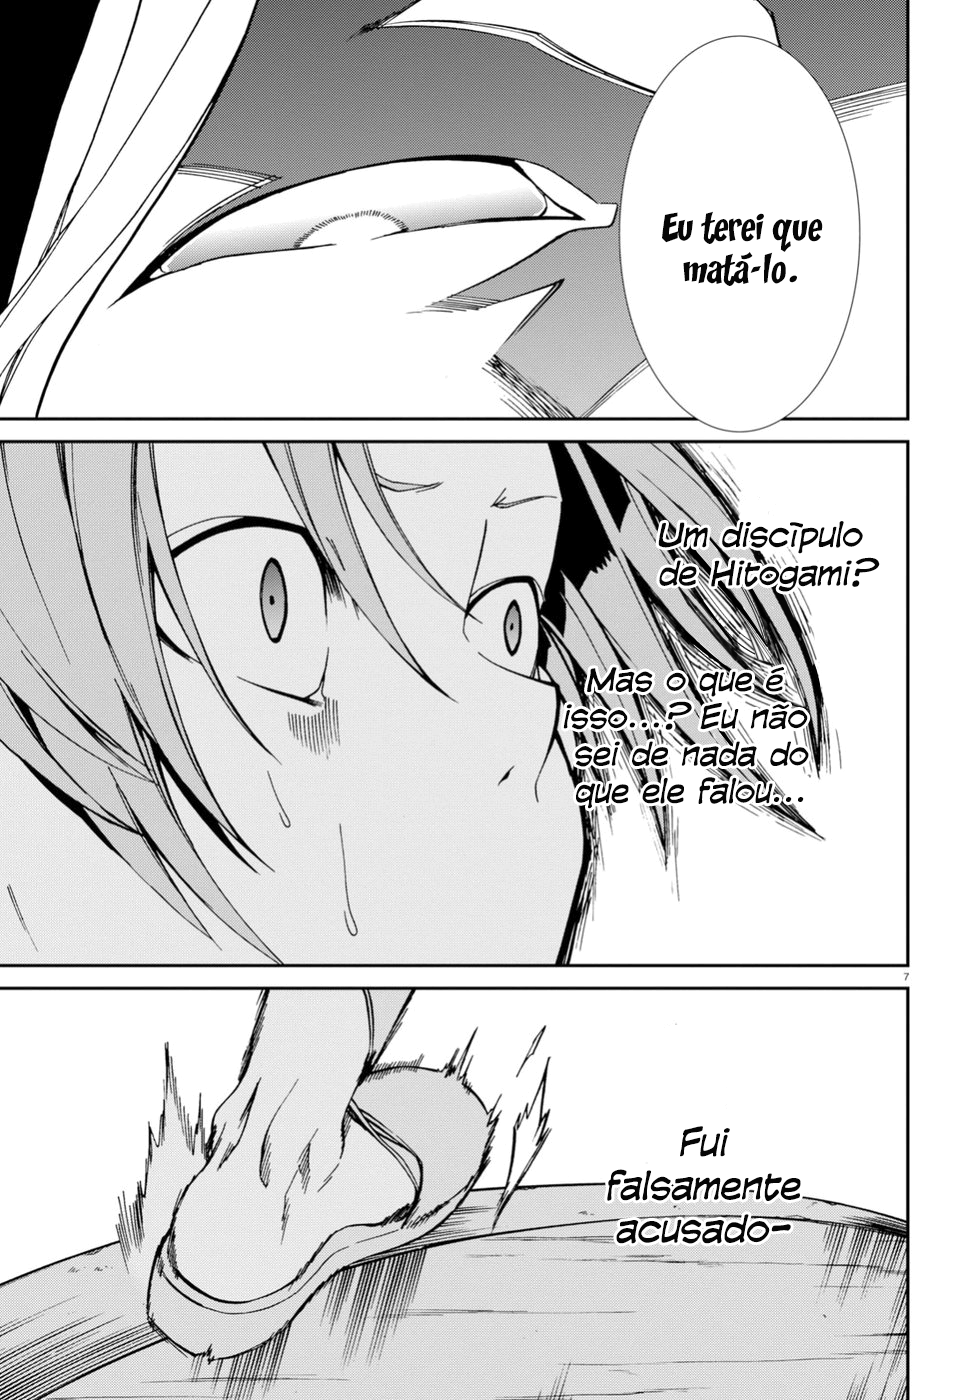 Eu terei que
matá-lo.
Um discípulo
de Hitogami?
Mas o que é
isso...? Eu não
sei de nada do
que ele falou...
7
Fui
falsamente
acusado-